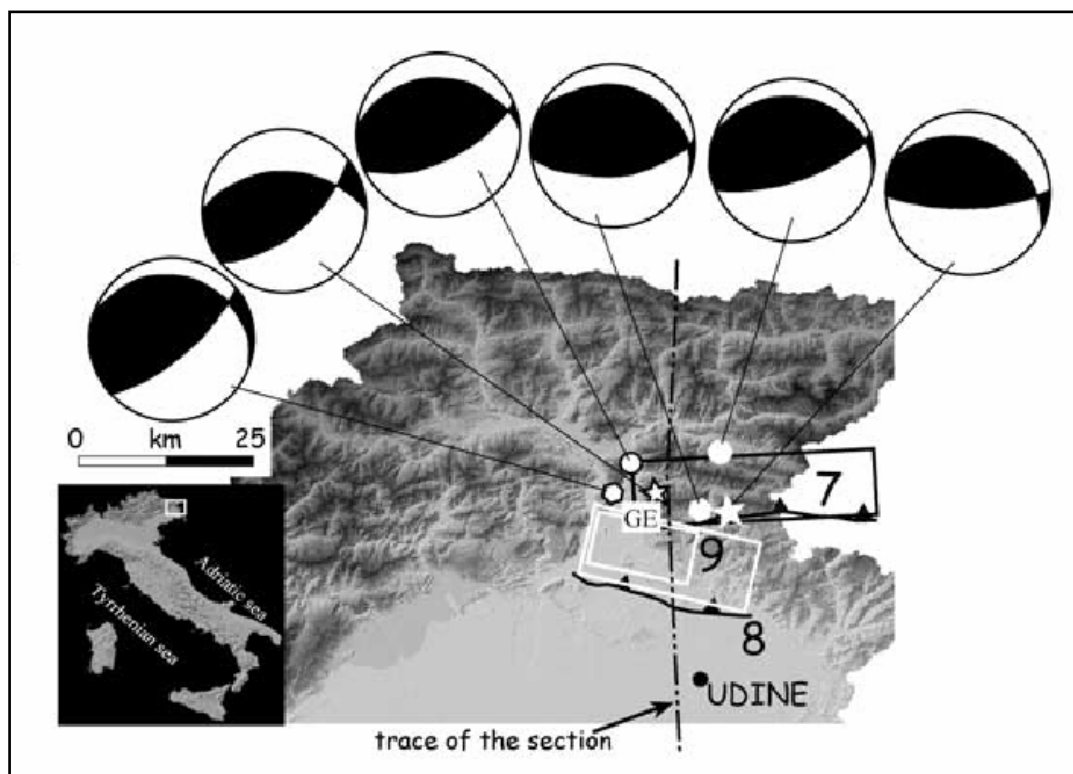 0 km 25
7
GE
9
8
UDINE
trace of the section
Adriatic sea
Tyrrhenian sea